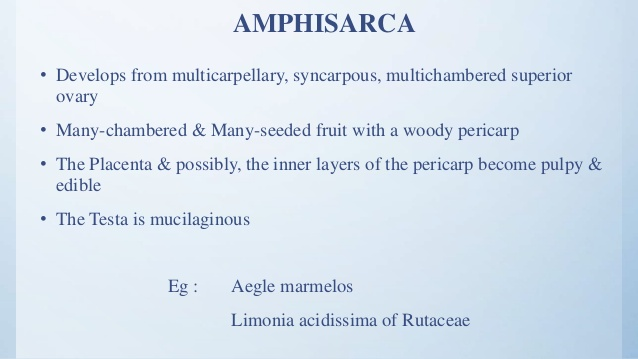 AMPHISARCA
• Develops from multicarpellary, syncarpous, multichambered superior
ovary
• Many-chambered & Many-seeded fruit with a woody pericarp
• The Placenta & possibly, the inner layers of the pericarp become pulpy &
edible
• The Testa is mucilaginous
Eg : Aegle marmelos
Limonia acidissima of Rutaceae